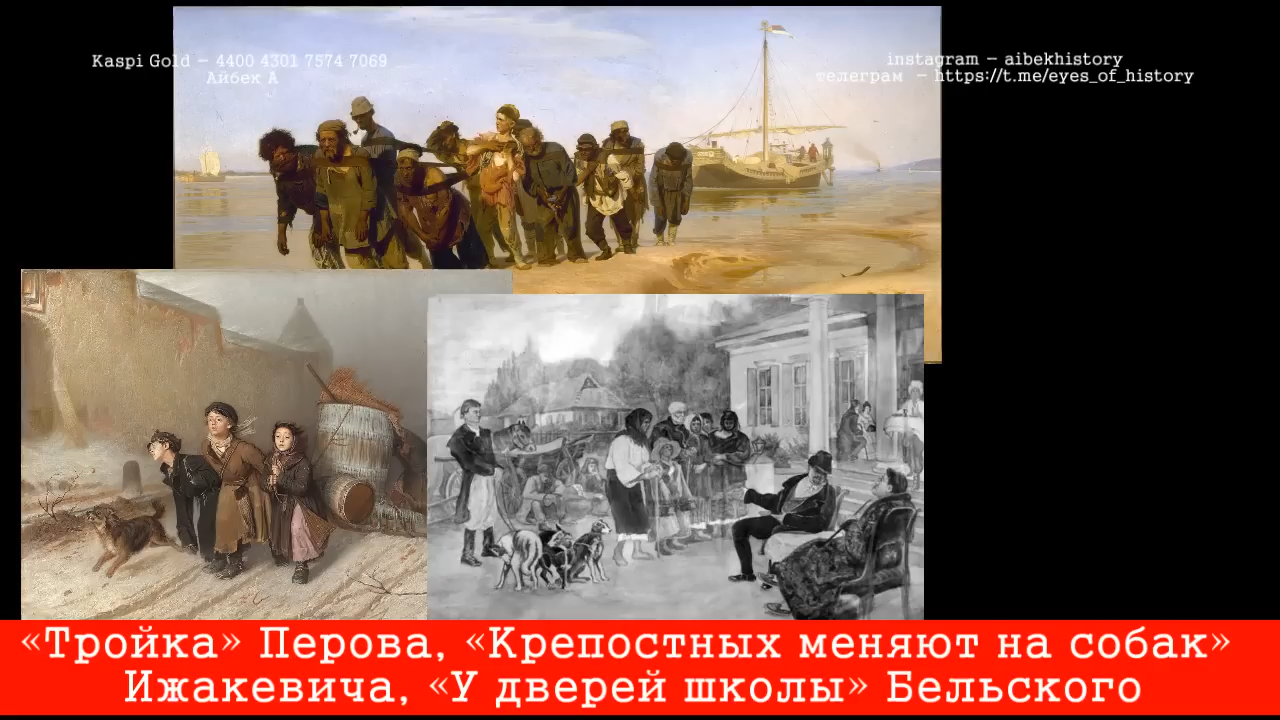 Kaspi Gold – 4400 4301 7574 7069
Айбек А
instagram – aibekhistory
телеграм – https://t.me/eyes_of_history
«Тройка» Перова, «Крепостных меняют на собак»
Ижакевича, «У дверей школы» Бельского